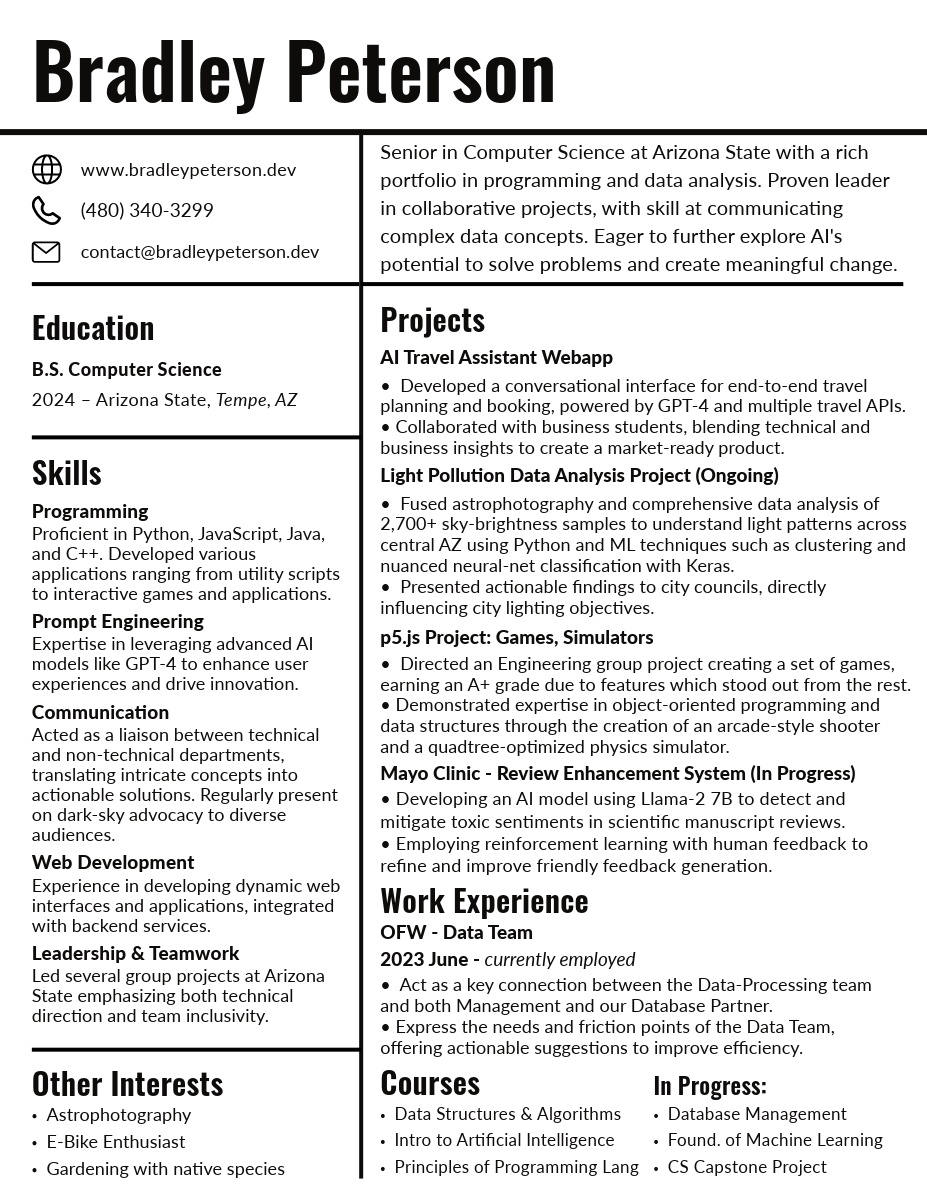 Bradley Peterson
www.bradleypeterson.dev
(480) 340-3299
contact@bradleypeterson.dev
Senior in Computer Science at Arizona State with a rich
portfolio in programming and data analysis. Proven leader
in collaborative projects, with skill at communicating
complex data concepts. Eager to further explore AI's
potential to solve problems and create meaningful change.
Education
B.S. Computer Science
2024 – Arizona State, Tempe, AZ
Skills
Programming
Proficient in Python, JavaScript, Java,
and C++. Developed various
applications ranging from utility scripts
to interactive games and applications.
Prompt Engineering
Expertise in leveraging advanced AI
models like GPT-4 to enhance user
experiences and drive innovation.
Communication
Acted as a liaison between technical
and non-technical departments,
translating intricate concepts into
actionable solutions. Regularly present
on dark-sky advocacy to diverse
audiences.
Web Development
Experience in developing dynamic web
interfaces and applications, integrated
with backend services.
Leadership & Teamwork
Led several group projects at Arizona
State emphasizing both technical
direction and team inclusivity.
Other Interests
• Astrophotography
• E-Bike Enthusiast
• Gardening with native species
Projects
AI Travel Assistant Webapp
• Developed a conversational interface for end-to-end travel
planning and booking, powered by GPT-4 and multiple travel APIs.
• Collaborated with business students, blending technical and
business insights to create a market-ready product.
Light Pollution Data Analysis Project (Ongoing)
• Fused astrophotography and comprehensive data analysis of
2,700+ sky-brightness samples to understand light patterns across
central AZ using Python and ML techniques such as clustering and
nuanced neural-net classification with Keras.
• Presented actionable findings to city councils, directly
influencing city lighting objectives.
p5.js Project: Games, Simulators
• Directed an Engineering group project creating a set of games,
earning an A+ grade due to features which stood out from the rest.
• Demonstrated expertise in object-oriented programming and
data structures through the creation of an arcade-style shooter
and a quadtree-optimized physics simulator.
Mayo Clinic - Review Enhancement System (In Progress)
• Developing an AI model using Llama-2 7B to detect and
mitigate toxic sentiments in scientific manuscript reviews.
• Employing reinforcement learning with human feedback to
refine and improve friendly feedback generation.
Work Experience
OFW - Data Team
2023 June - currently employed
• Act as a key connection between the Data-Processing team
and both Management and our Database Partner.
• Express the needs and friction points of the Data Team,
offering actionable suggestions to improve efficiency.
Courses
• Data Structures & Algorithms
• Intro to Artificial Intelligence
• Principles of Programming Lang
In Progress:
• Database Management
• Found. of Machine Learning
• CS Capstone Project